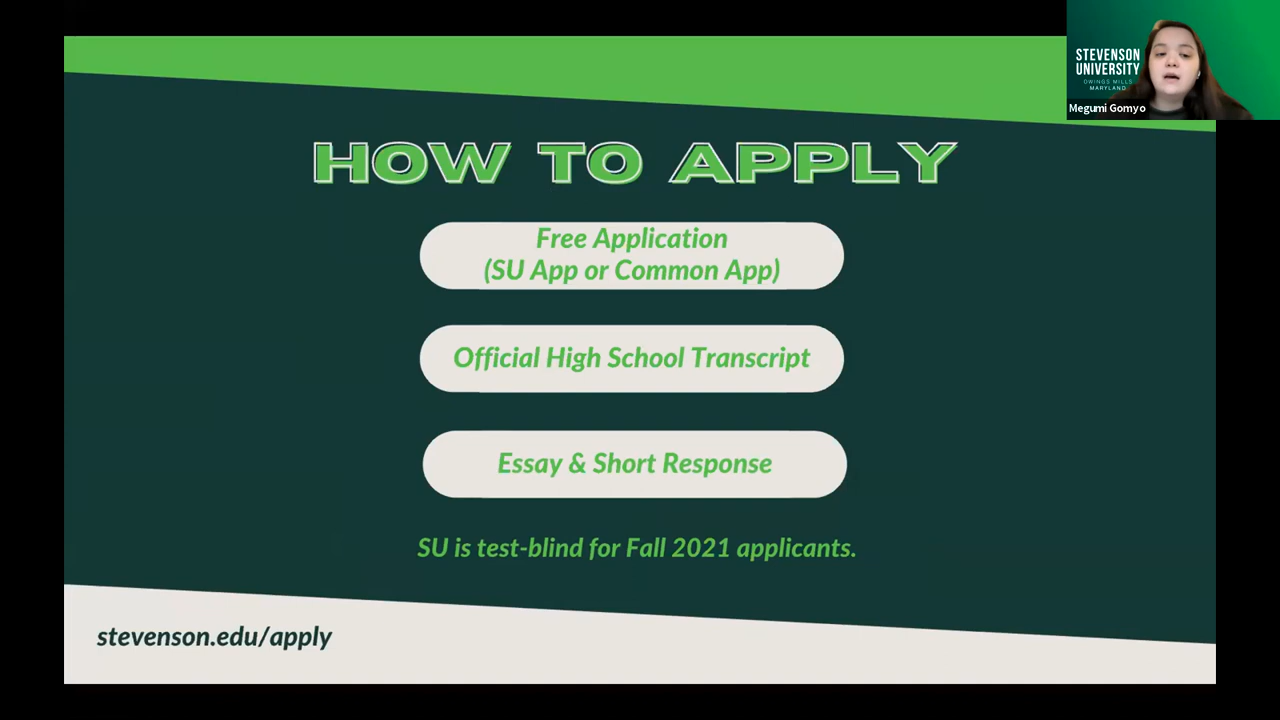 STEVENSON
UNIVERSITY
OWINGS MILLS
MARYLAND
Megumi Gomyo
HOW TO APPLY
Free Application
(SU App or Common App)
Official High School Transcript
Essay & Short Response
SU is test-blind for Fall 2021 applicants.
stevenson.edu/apply